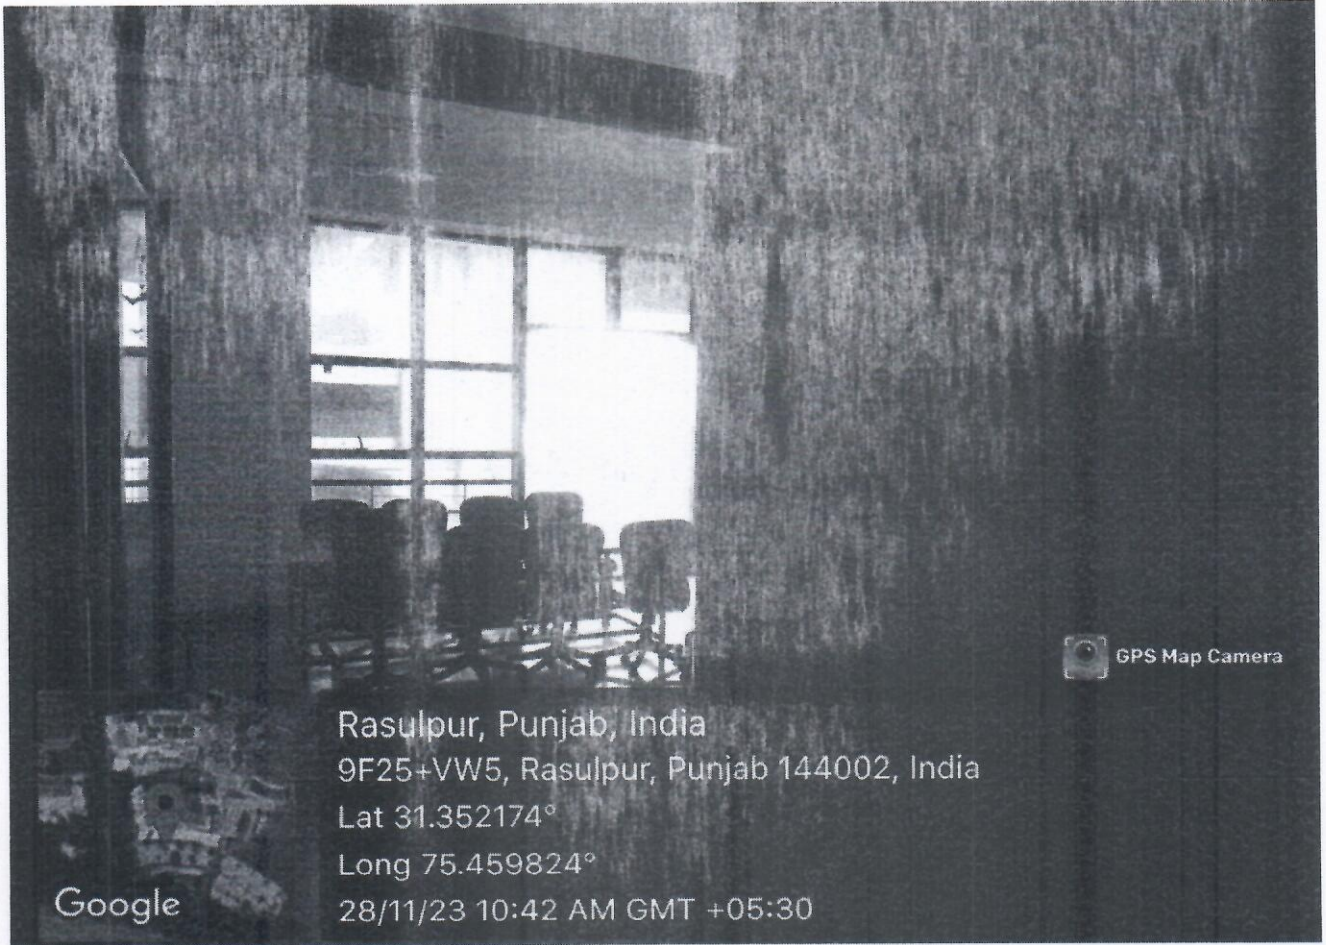 GPS Map Camera
Rasulpur, Punjab, India
9F25+VW5, Rasulpur, Punjab 144002, India
Lat 31.352174°
Long 75.459824°
28/11/23 10:42 AM GMT +05:30
Google